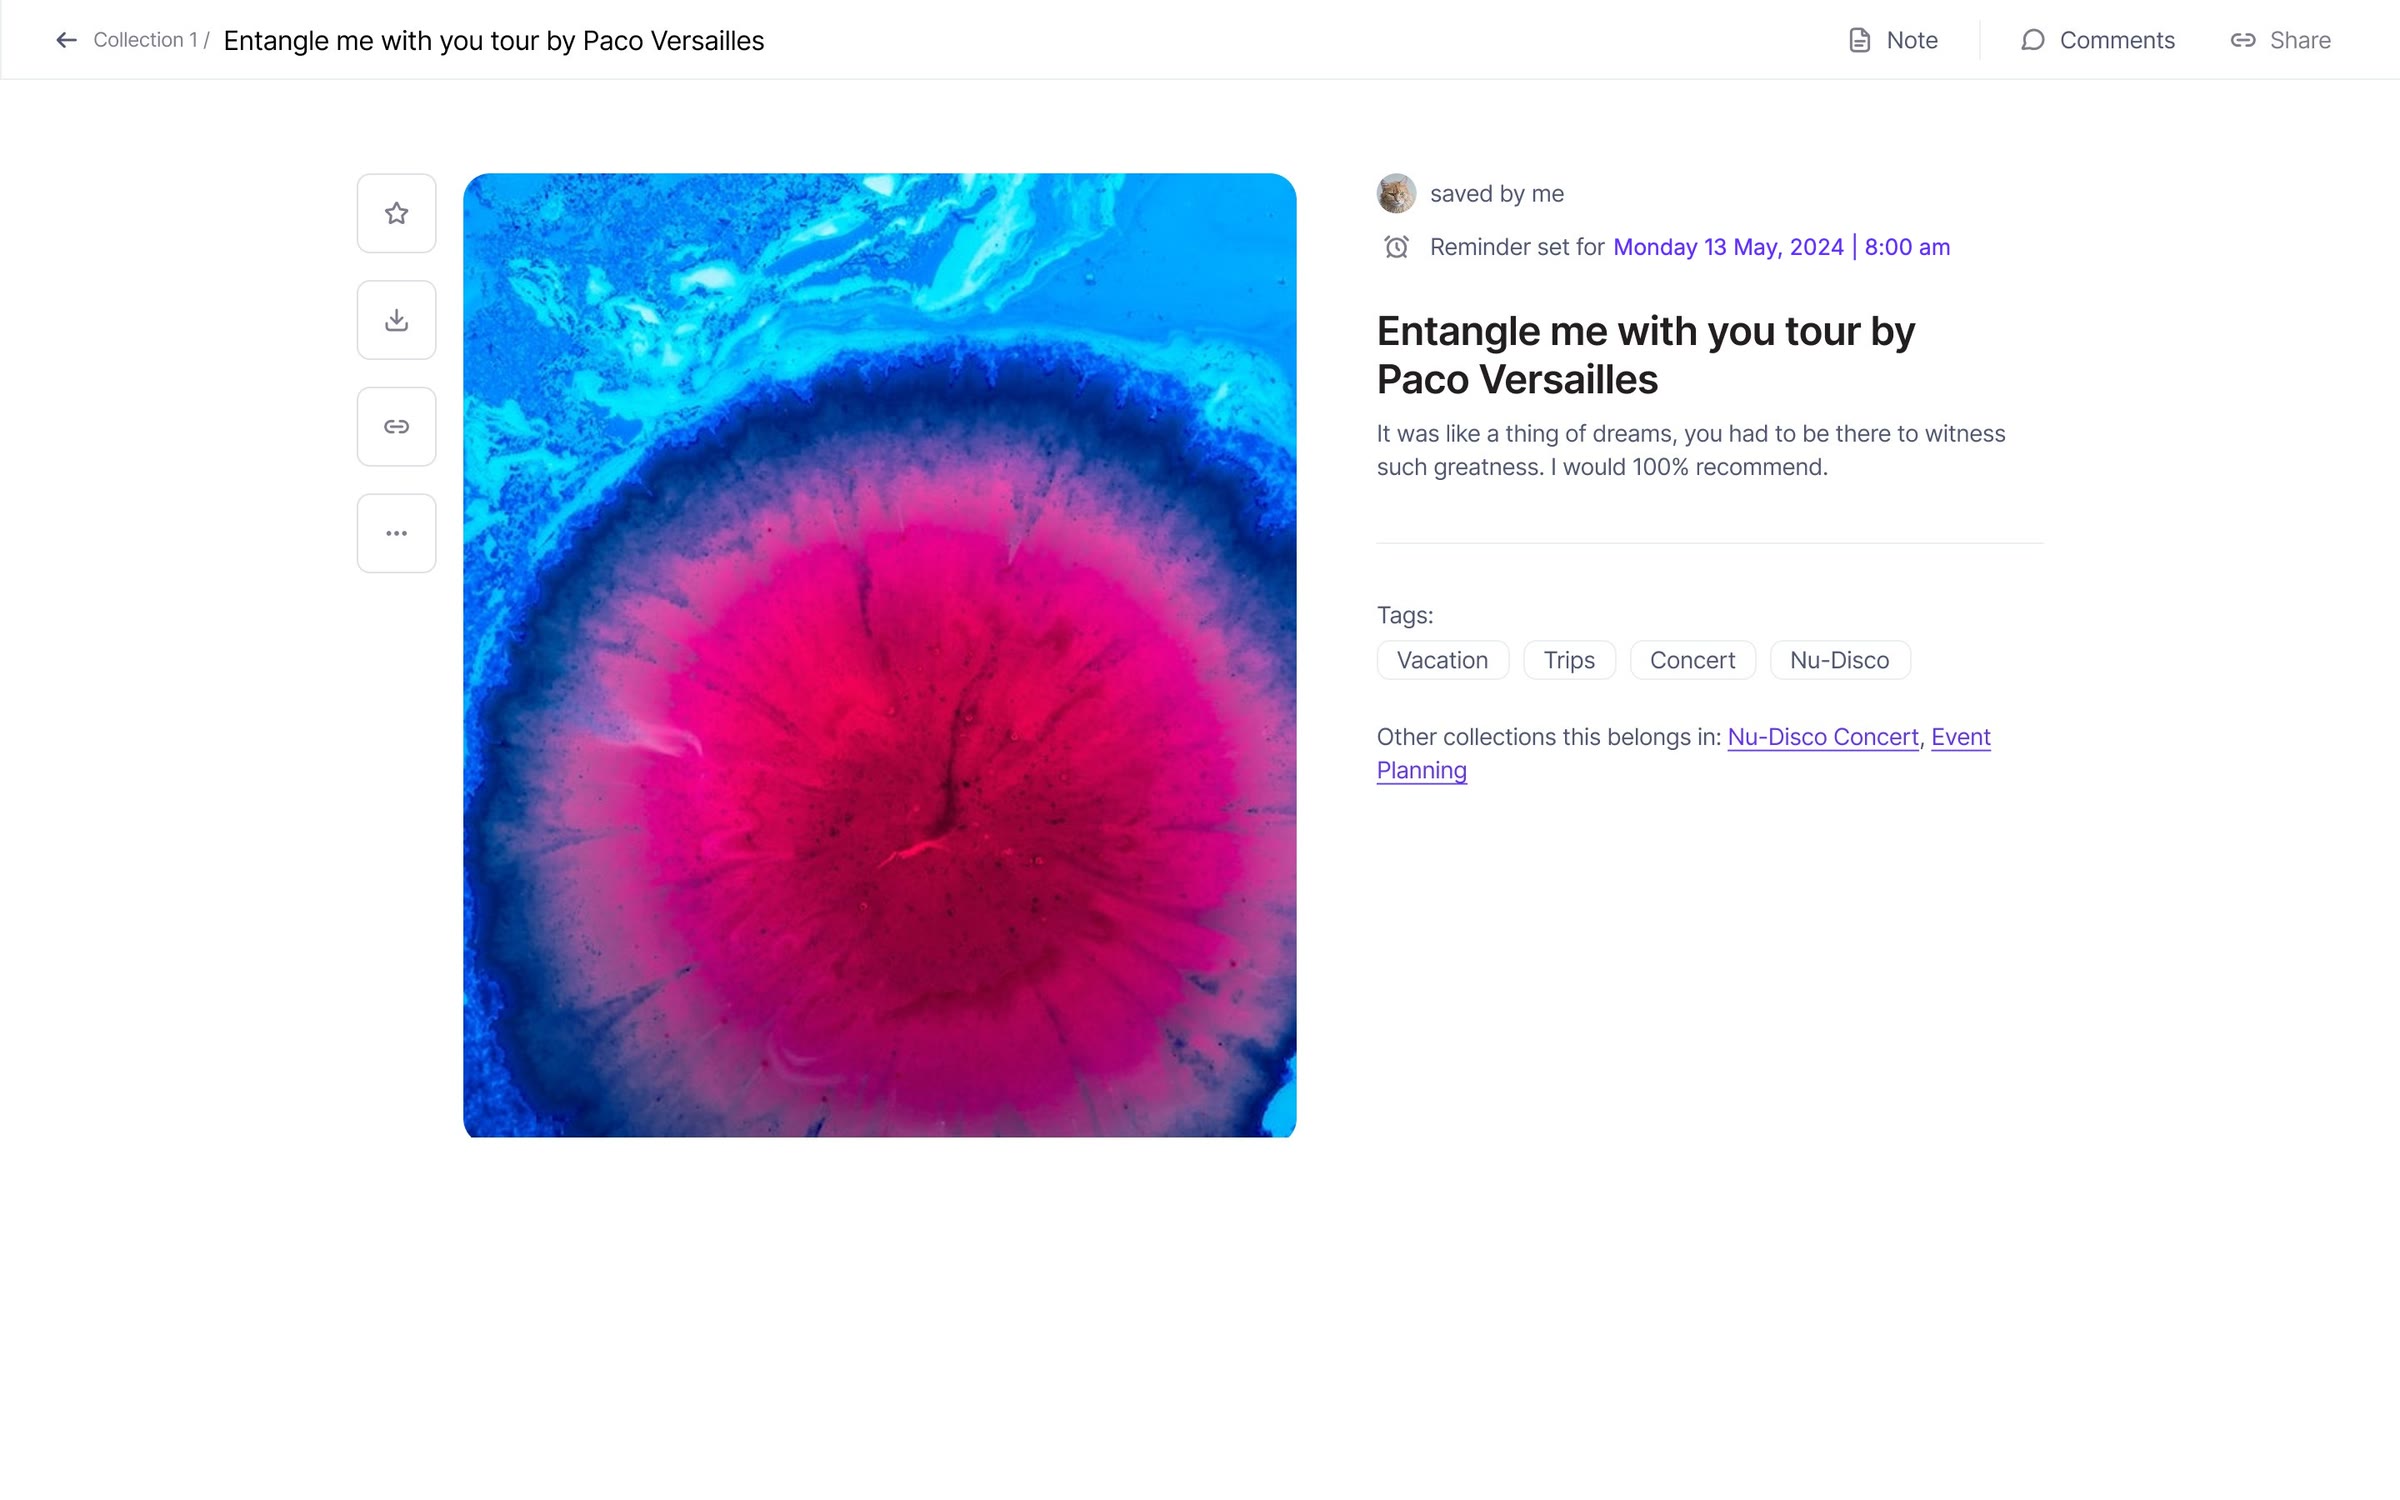 Collection 1 / Entangle me with you tour by Paco Versailles
Note
Comments
Share
saved by me
Reminder set for Monday 13 May, 2024 | 8:00 am
Entangle me with you tour by
Paco Versailles
It was like a thing of dreams, you had to be there to witness
such greatness. I would 100% recommend.
Tags:
Vacation
Trips
Concert
Nu-Disco
Other collections this belongs in: Nu-Disco Concert, Event
Planning